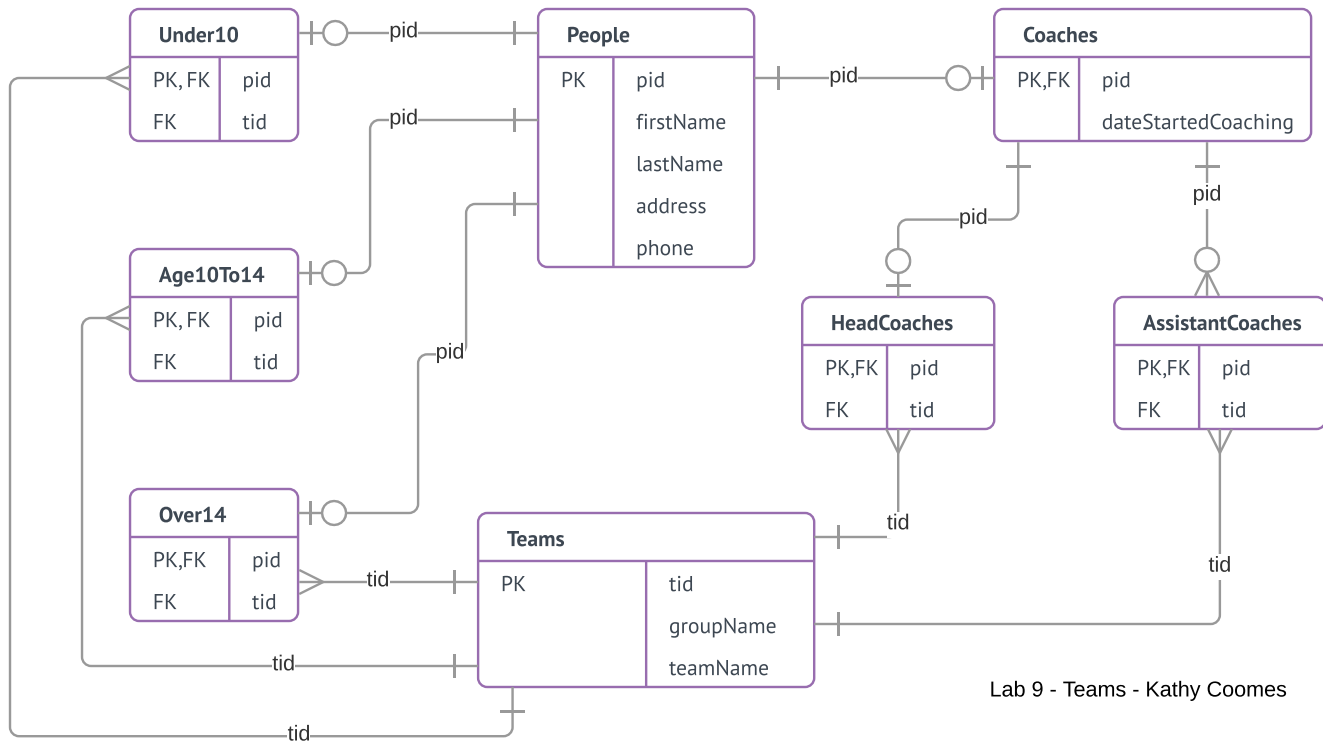 Under10
PK, FK pid
FK tid
pid
People
PK pid
firstName
lastName
address
phone
pid
Coaches
PK,FK pid
dateStartedCoaching
pid
pid
pid
Age10To14
PK, FK pid
FK tid
pid
HeadCoaches
PK,FK pid
FK tid
AssistantCoaches
PK,FK pid
FK tid
Over14
PK,FK pid
FK tid
tid
Teams
PK tid
groupName
teamName
tid
tid
tid
tid
Lab 9 - Teams - Kathy Coomes